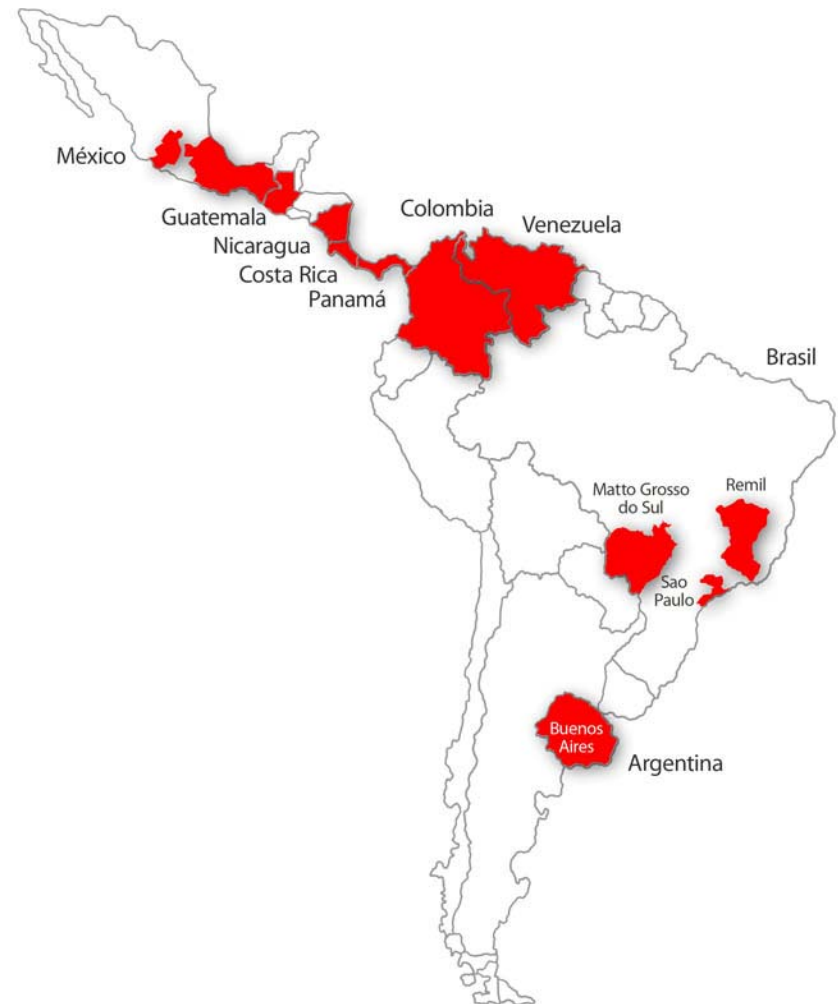 México
Guatemala
Nicaragua
Costa Rica
Panamá
Colombia
Venezuela
Brasil
Matto Grosso
do Sul
Remil
Sao
Paulo
Buenos
Aires
Argentina